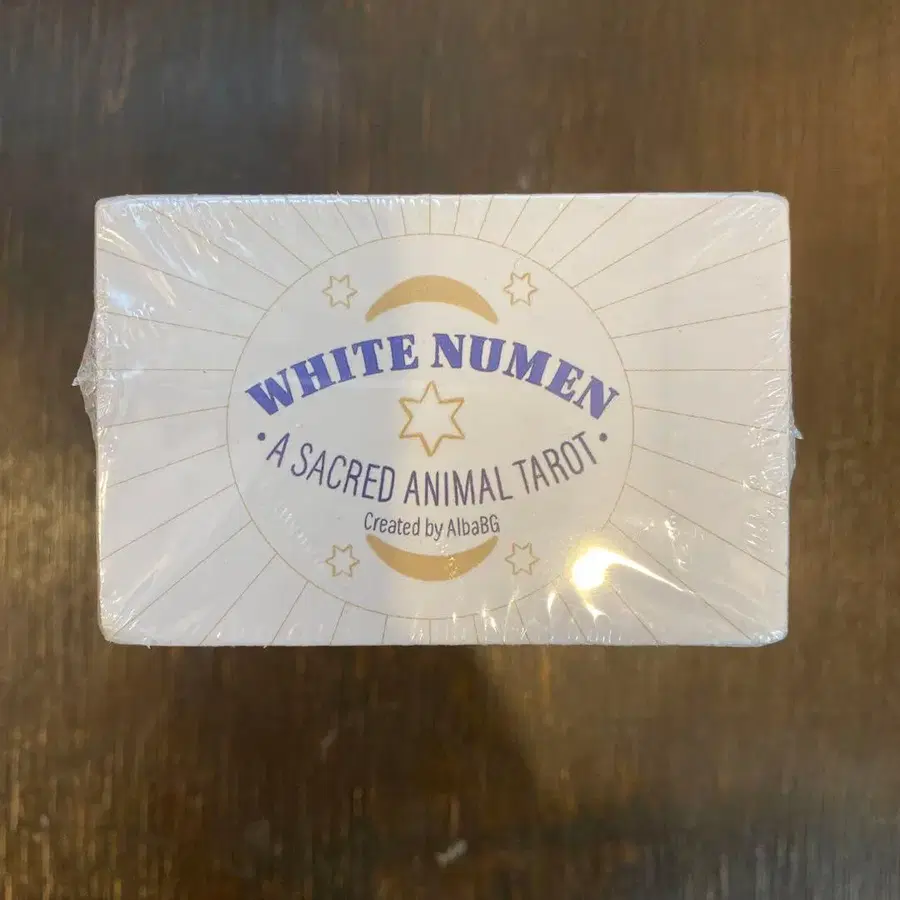 WHITE NUMEN
• A SACRED ANIMAL TAROT •
Created by AlbaBG